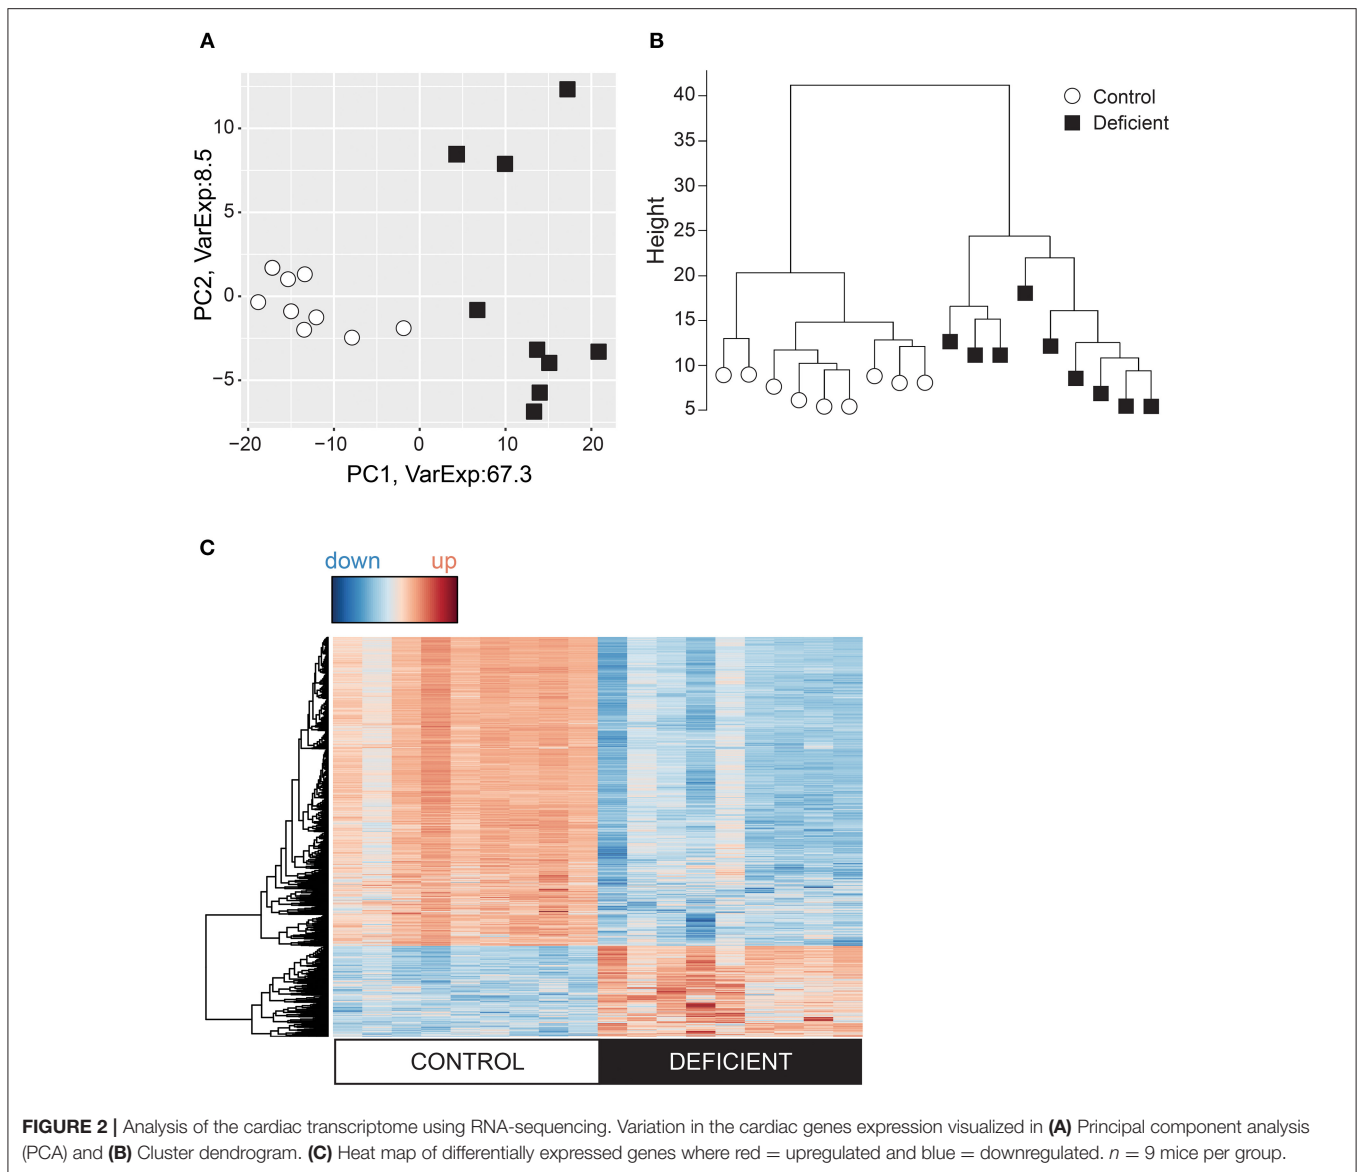 A
B
10
5
0
−5
−20
−10
0
10
20
PC2, VarExp:8.5
PC1, VarExp:67.3
40
35
30
25
20
15
10
5
Height
Control
Deficient
C
down up
CONTROL DEFICIENT
FIGURE 2 | Analysis of the cardiac transcriptome using RNA-sequencing. Variation in the cardiac genes expression visualized in (A) Principal component analysis
(PCA) and (B) Cluster dendrogram. (C) Heat map of differentially expressed genes where red = upregulated and blue = downregulated. n = 9 mice per group.